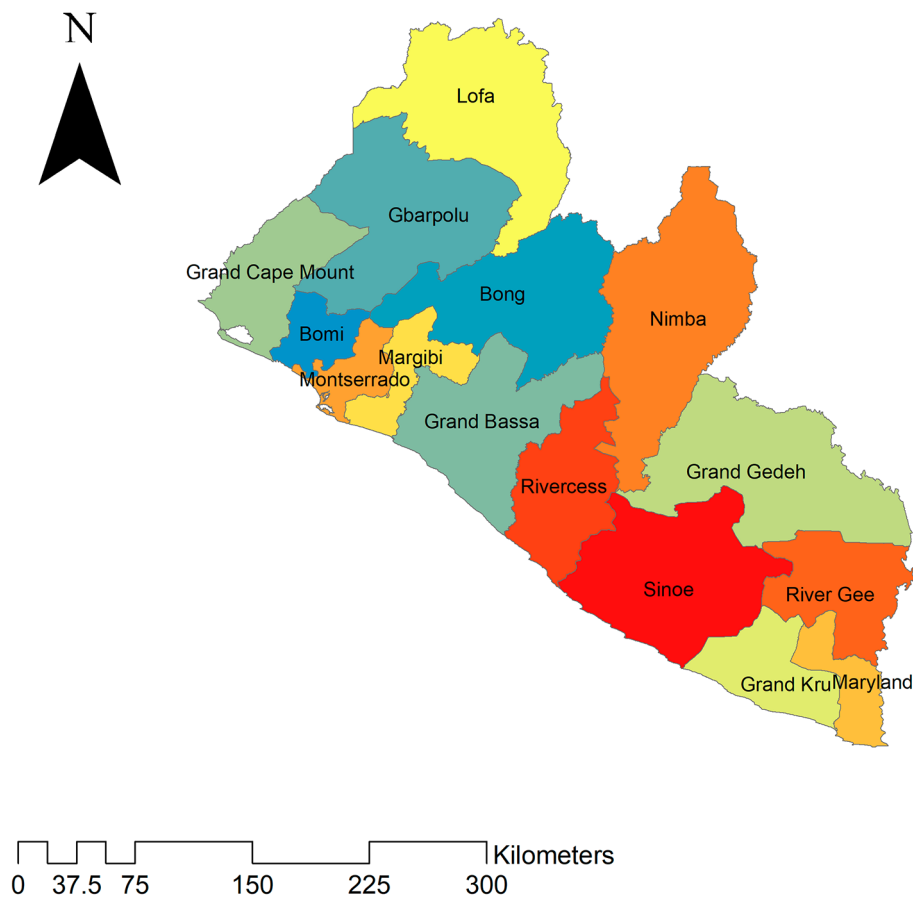 N
Lofa
Gbarpolu
Grand Cape Mount
Bong
Nimba
Bomi
Margibi
Montserrado
Grand Bassa
Grand Gedeh
Rivercess
Sinoe
River Gee
Grand Kru
Maryland
Kilometers
0 37.5 75 150 225 300